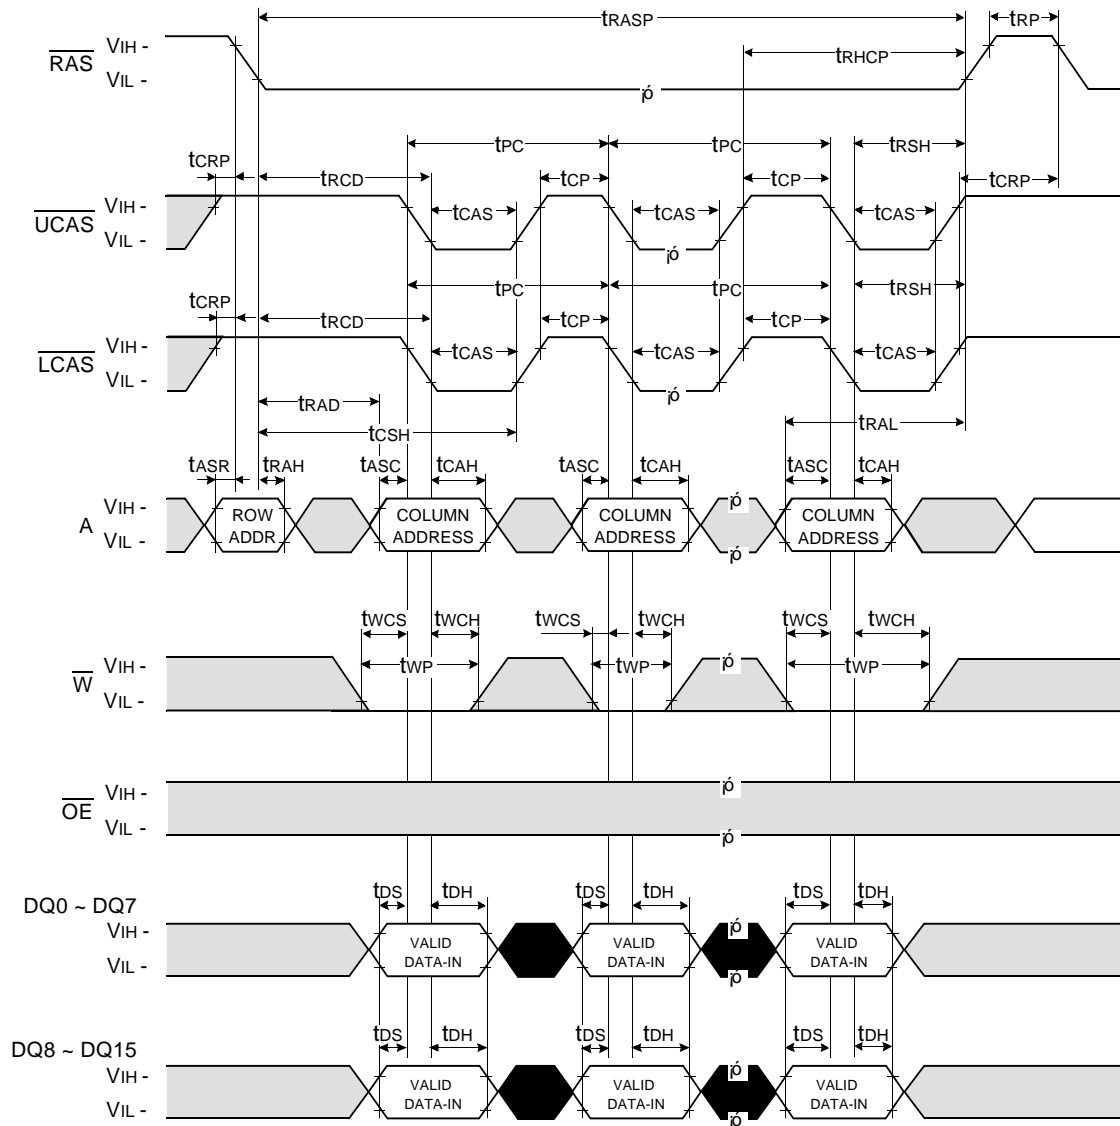 tRASP tRP
RAS VIH -
VIL -
tRHCP
¡ó
tPC tPC tRSH
tCRP tRCD tCP tCP tCRP
UCAS VIH -
VIL -
tCAS tCAS tCAS
¡ó
tPC tPC tRSH
tCRP tRCD tCP tCP
LCAS VIH -
VIL -
tCAS tCAS tCAS
¡ó
tRAD
tCSH tRAL
tASR tRAH tASC tCAH tASC tCAH tASC tCAH
A VIH -
VIL -
¡ó
ROW COLUMN COLUMN COLUMN
ADDR ADDRESS ADDRESS ADDRESS
¡ó
tWCS tWCH tWCS tWCH tWCS tWCH
W VIH -
VIL -
tWP tWP ¡ó tWP
OE VIH -
VIL -
¡ó
¡ó
tDS tDH tDS tDH tDS tDH
DQ0 ~ DQ7
VIH -
VIL -
¡ó
VALID VALID VALID
DATA-IN DATA-IN DATA-IN
¡ó
tDS tDH tDS tDH tDS tDH
DQ8 ~ DQ15
VIH -
VIL -
¡ó
VALID VALID VALID
DATA-IN DATA-IN DATA-IN
¡ó